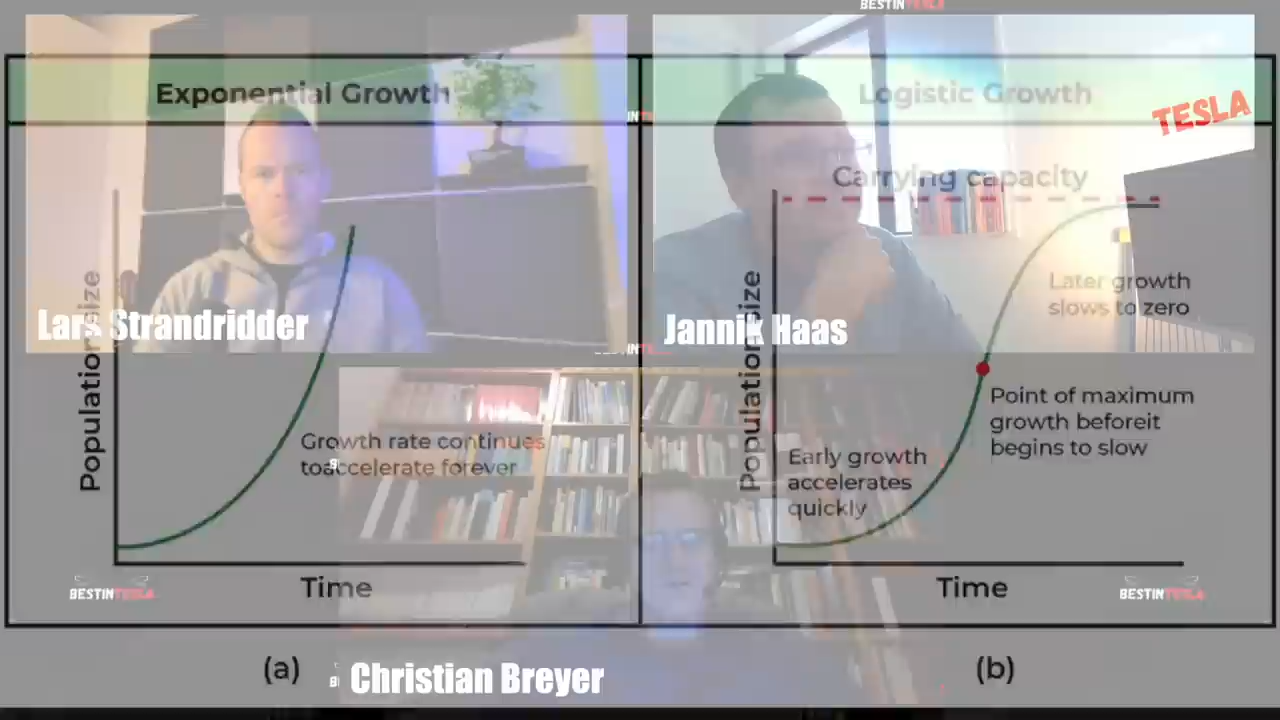 BESTINTESLA
Exponential Growth
Logistic Growth
TESLA
Carrying capacity
Population size
Lars Strandridder
Growth rate continues
toaccelerate forever
Time
BESTINTESLA
Population size
Jannik Haas
Later growth
slows to zero
Point of maximum
growth beforeit
begins to slow
Early growth
accelerates
quickly
Time
BESTINTESLA
(a)
(b)
Christian Breyer